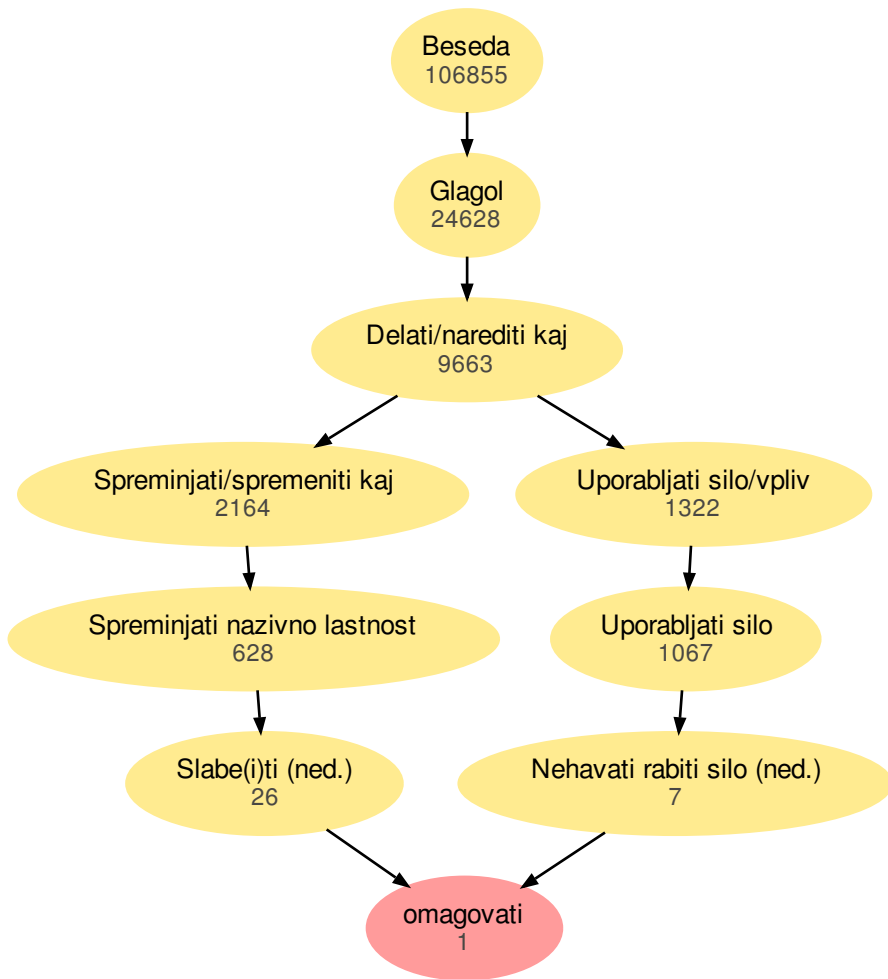 Beseda
106855
Glagol
24628
Delati/narediti kaj
9663
Spreminjati/spremeniti kaj
2164
Uporabljati silo/vpliv
1322
Spreminjati nazivno lastnost
628
Uporabljati silo
1067
Slabe(i)ti (ned.)
26
Nehavati rabiti silo (ned.)
7
omagovati
1